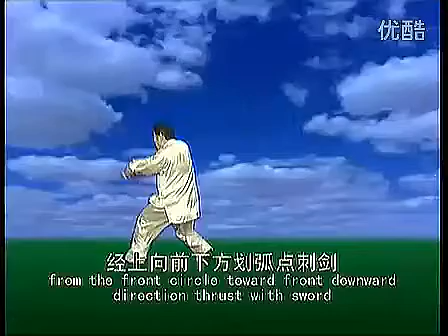 优酷
经上向前下方划弧点刺剑
from the front circle toward front downward
direction thrust with sword